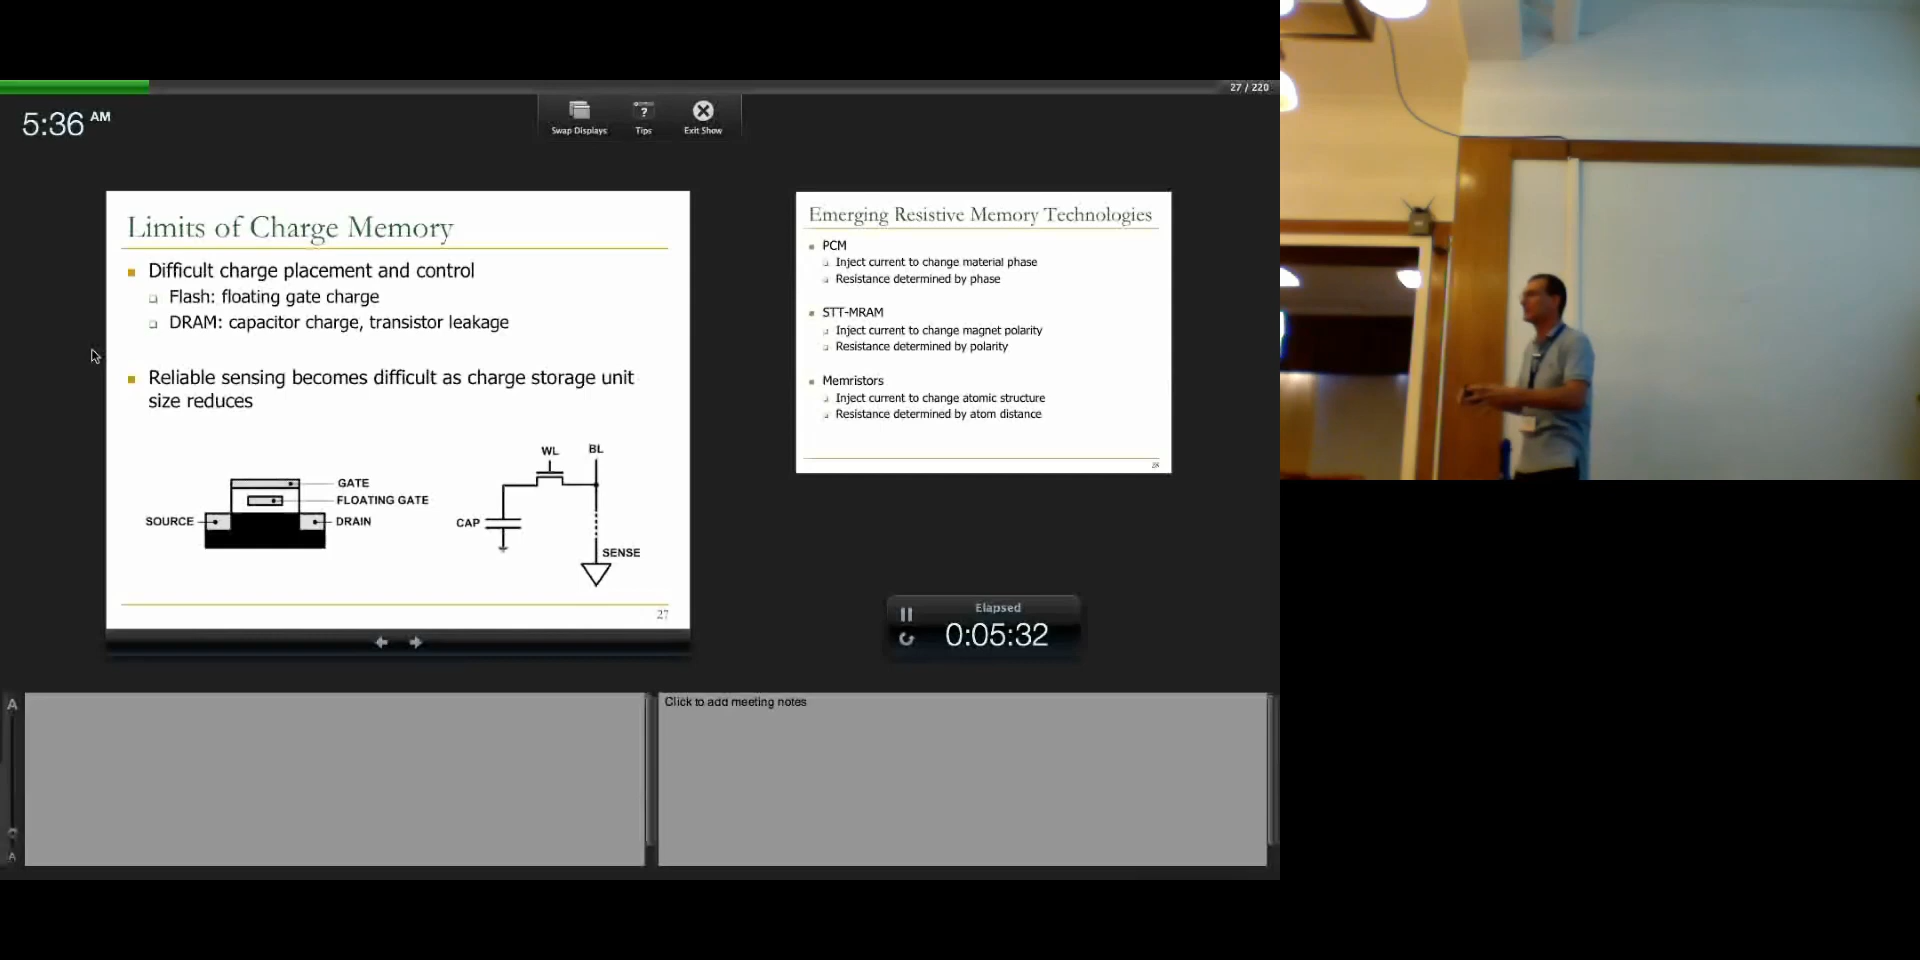 27 / 220
5:36 AM
Swap Displays
Tips
Exit Show
Limits of Charge Memory
Difficult charge placement and control
Flash: floating gate charge
DRAM: capacitor charge, transistor leakage
Reliable sensing becomes difficult as charge storage unit
size reduces
GATE
FLOATING GATE
SOURCE
DRAIN
WL
BL
CAP
SENSE
27
Emerging Resistive Memory Technologies
PCM
Inject current to change material phase
Resistance determined by phase
STT-MRAM
Inject current to change magnet polarity
Resistance determined by polarity
Memristors
Inject current to change atomic structure
Resistance determined by atom distance
28
Elapsed
0:05:32
A
A
Click to add meeting notes